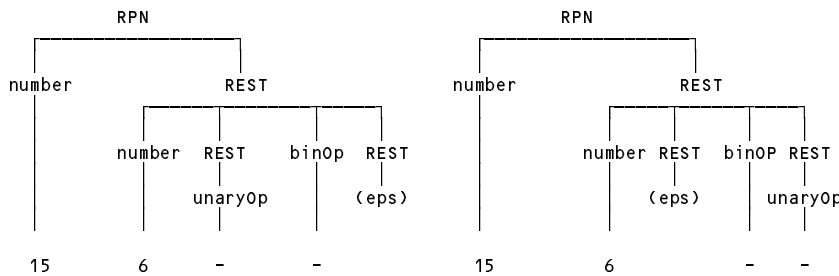 RPN RPN
number REST number REST
number REST binOp REST number REST binOP REST
unaryOp (eps) (eps) unaryOp
15 6 – – 15 6 – –